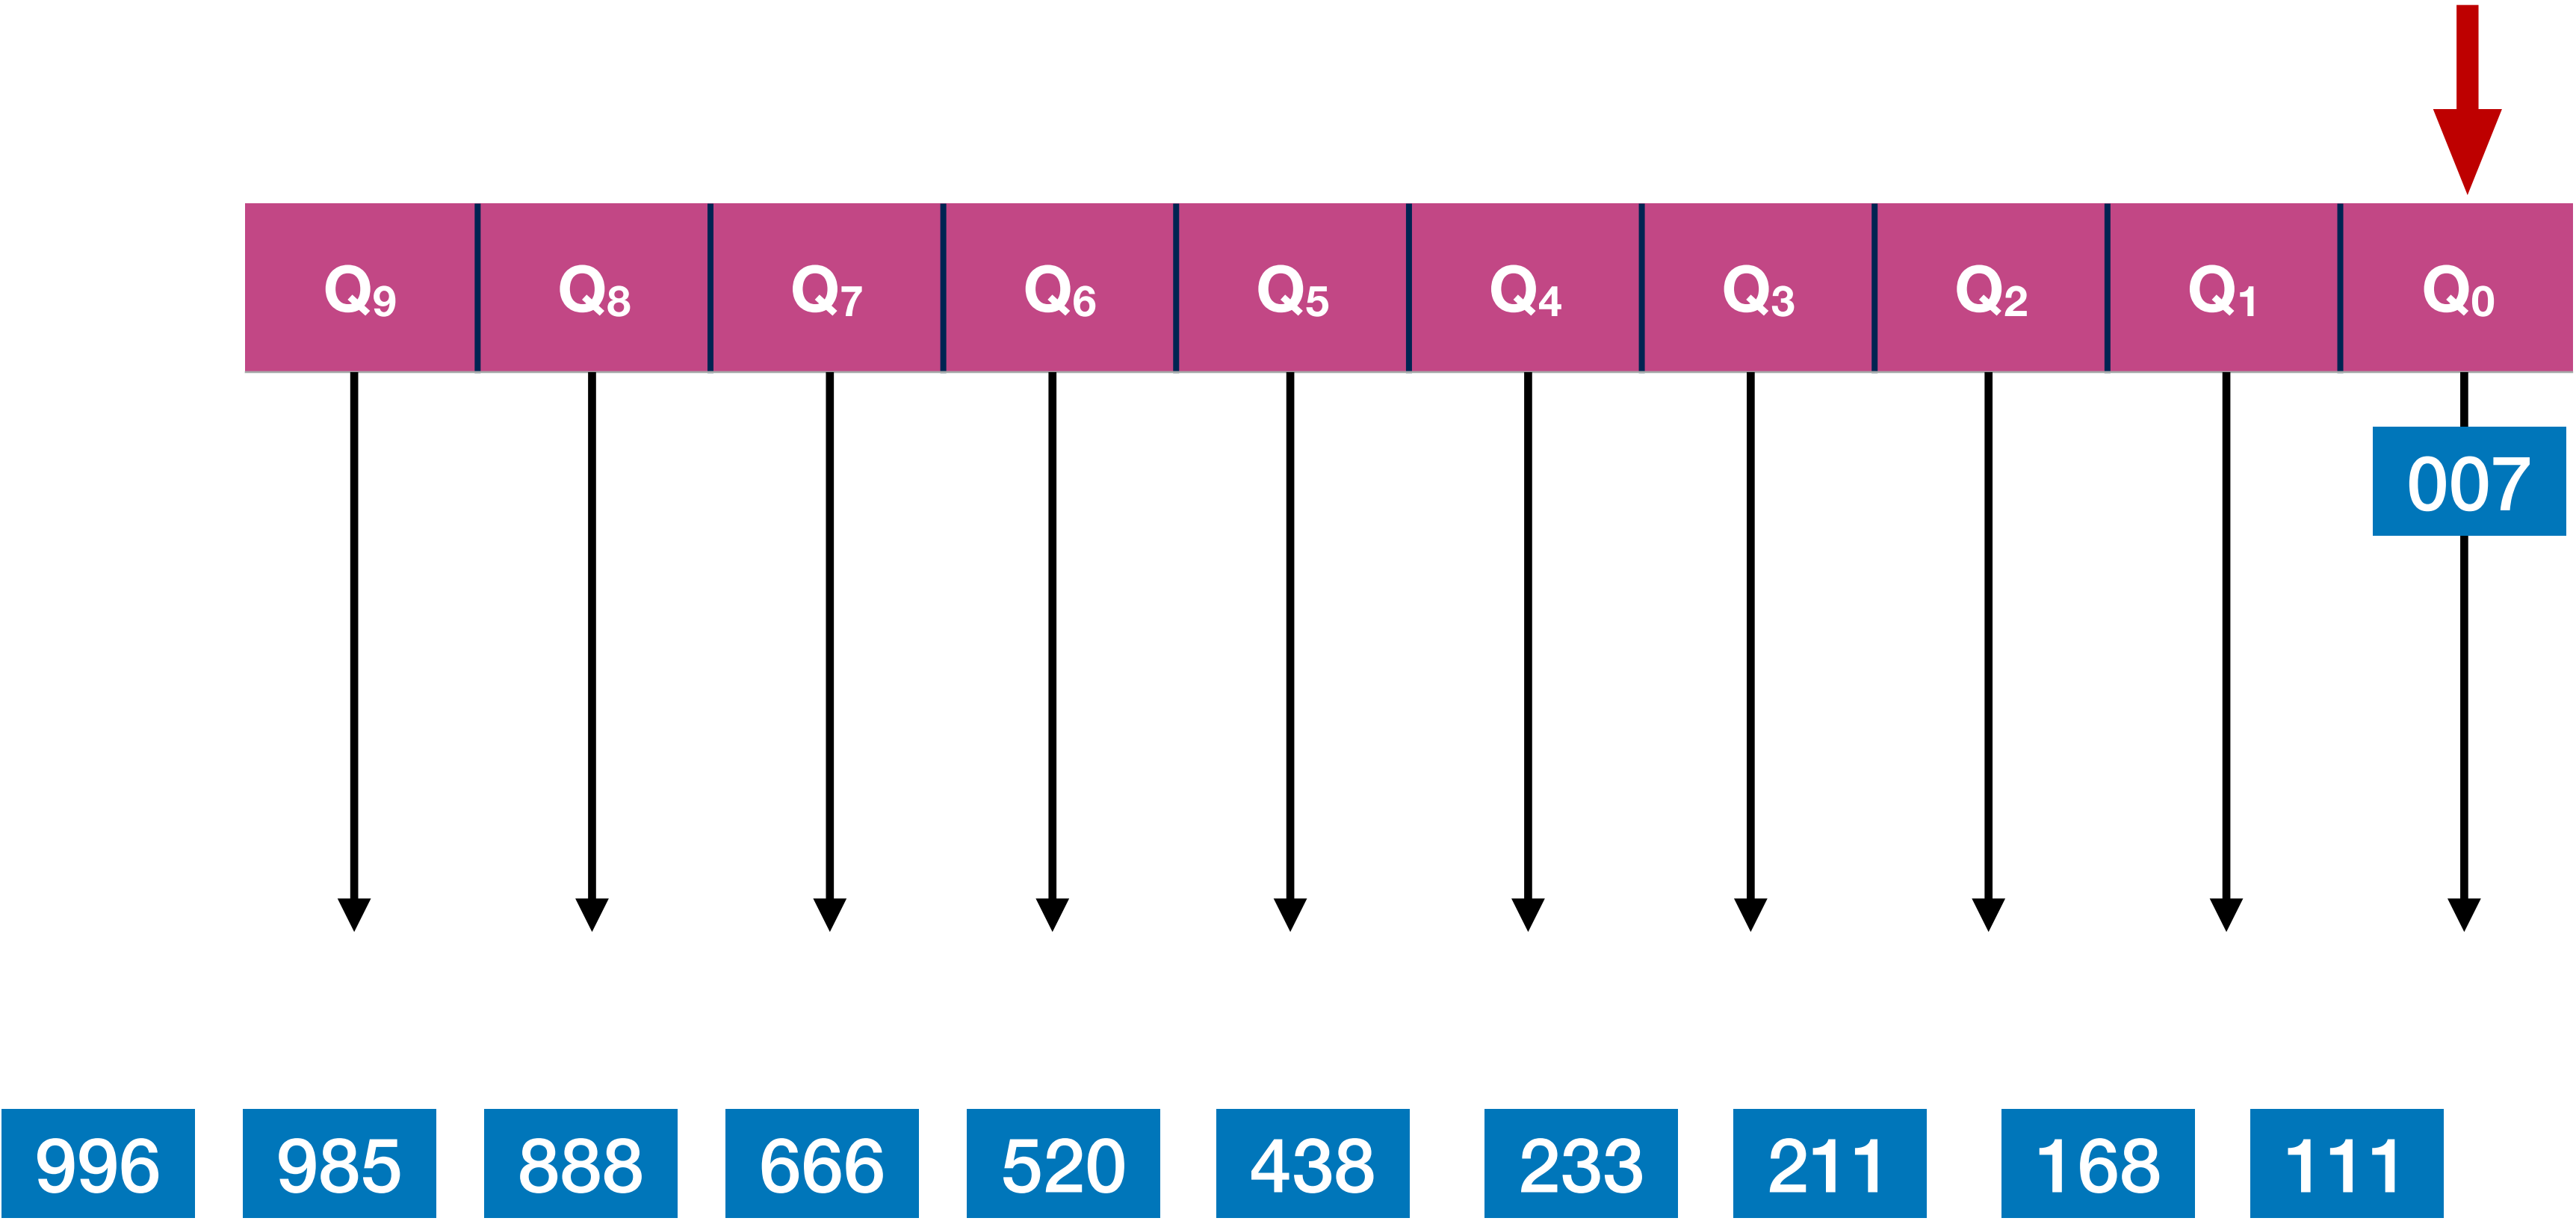 Q₉ Q₈ Q₇ Q₆ Q₅ Q₄ Q₃ Q₂ Q₁ Q₀
007
996 985 888 666 520 438 233 211 168 111